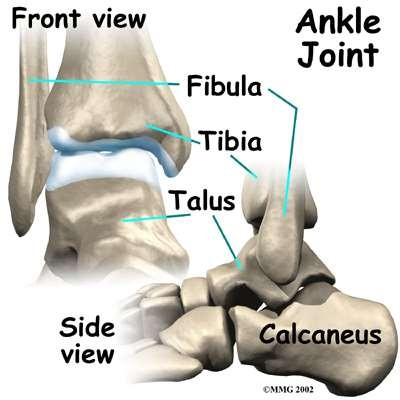 Front view
Ankle
Joint
Fibula
Tibia
Talus
Side
view
Calcaneus
©MMG 2002